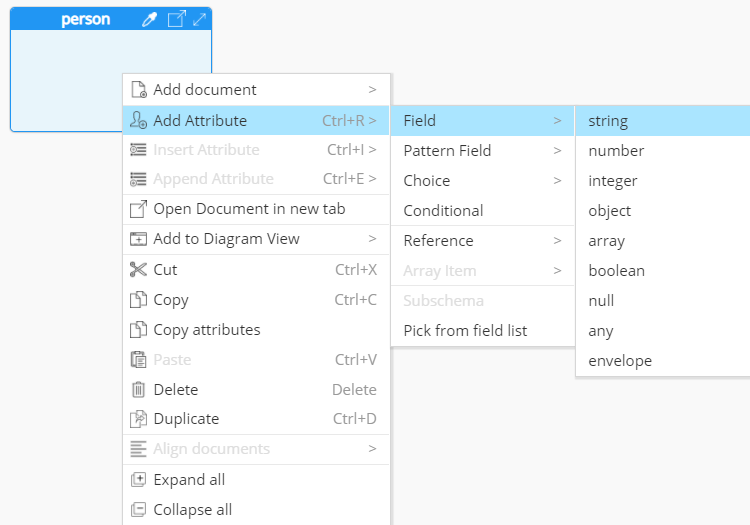 person
Add document >
Add Attribute Ctrl+R >
Insert Attribute Ctrl+I >
Append Attribute Ctrl+E >
Open Document in new tab
Add to Diagram View >
Cut Ctrl+X
Copy Ctrl+C
Copy attributes
Paste Ctrl+V
Delete Delete
Duplicate Ctrl+D
Align documents >
Expand all
Collapse all
Field >
Pattern Field >
Choice >
Conditional
Reference >
Array Item >
Subschema
Pick from field list
string
number
integer
object
array
boolean
null
any
envelope